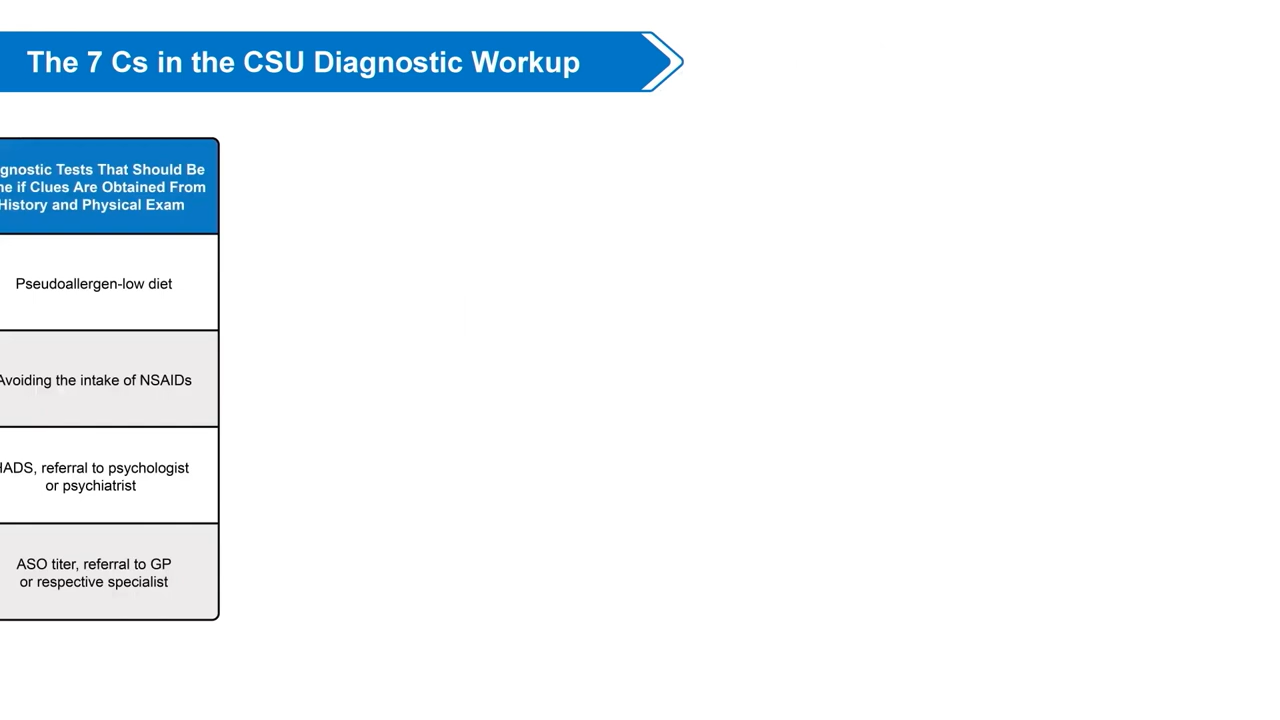 The 7 Cs in the CSU Diagnostic Workup
gnostic Tests That Should Be
ne if Clues Are Obtained From
History and Physical Exam
Pseudoallergen-low diet
Avoiding the intake of NSAIDs
HADS, referral to psychologist
or psychiatrist
ASO titer, referral to GP
or respective specialist